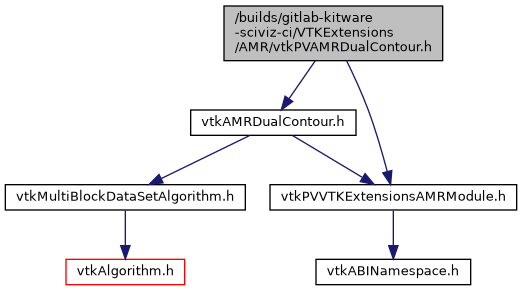 /builds/gitlab-kitware
-sciviz-ci/VTKExtensions
/AMR/vtkPVAMRDualContour.h
vtkAMRDualContour.h
vtkMultiBlockDataSetAlgorithm.h
vtkPVVTKExtensionsAMRModule.h
vtkAlgorithm.h
vtkABINamespace.h